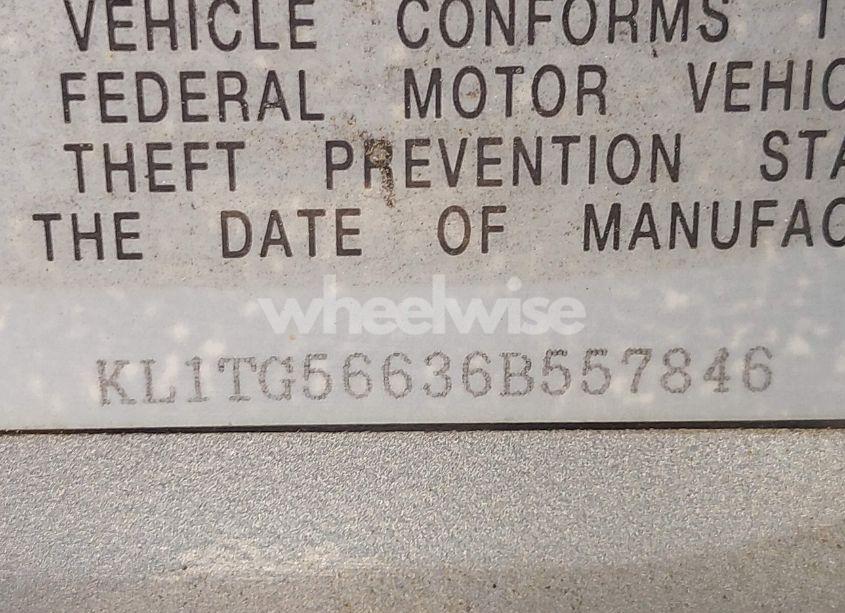 VEHICLE CONFORMS T
FEDERAL MOTOR VEHIC
THEFT PREVENTION STA
THE DATE OF MANUFAC
wheelwise
KL1TG56636B557846